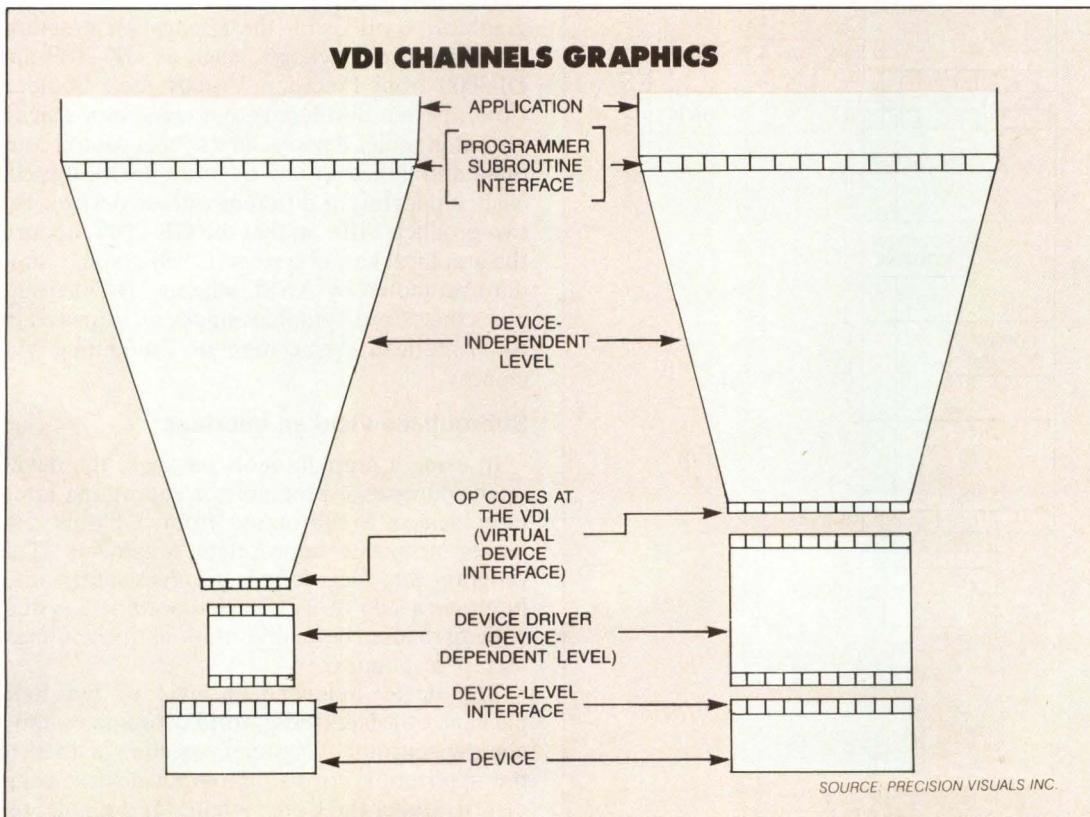 VDI CHANNELS GRAPHICS
APPLICATION
PROGRAMMER
SUBROUTINE
INTERFACE
DEVICE-
INDEPENDENT
LEVEL
OP CODES AT
THE VDI
(VIRTUAL
DEVICE
INTERFACE)
DEVICE DRIVER
(DEVICE-
DEPENDENT LEVEL)
DEVICE-LEVEL
INTERFACE
DEVICE
SOURCE: PRECISION VISUALS INC.